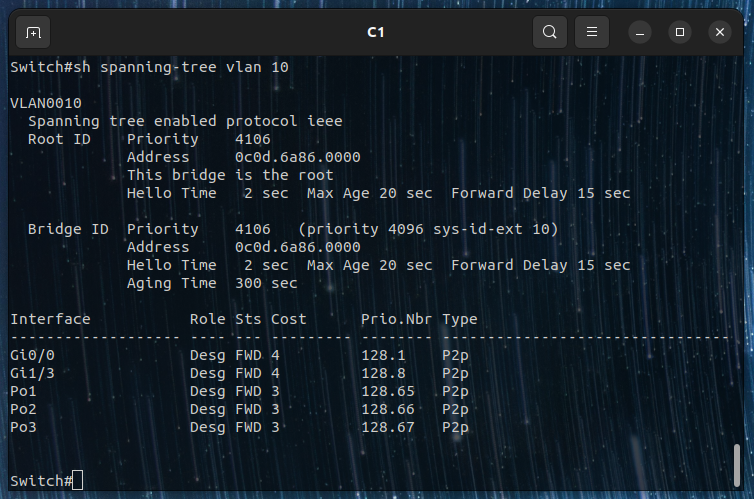 C1
Switch#sh spanning-tree vlan 10
VLAN0010
  Spanning tree enabled protocol ieee
  Root ID    Priority    4106
             Address     0c0d.6a86.0000
             This bridge is the root
             Hello Time   2 sec  Max Age 20 sec  Forward Delay 15 sec
  Bridge ID  Priority    4106   (priority 4096 sys-id-ext 10)
             Address     0c0d.6a86.0000
             Hello Time   2 sec  Max Age 20 sec  Forward Delay 15 sec
             Aging Time  300 sec
Interface           Role Sts Cost      Prio.Nbr Type
------------------- ---- --- --------- -------- --------------------------------
Gi0/0               Desg FWD 4         128.1    P2p
Gi1/3               Desg FWD 4         128.8    P2p
Po1                 Desg FWD 3         128.65   P2p
Po2                 Desg FWD 3         128.66   P2p
Po3                 Desg FWD 3         128.67   P2p
Switch#